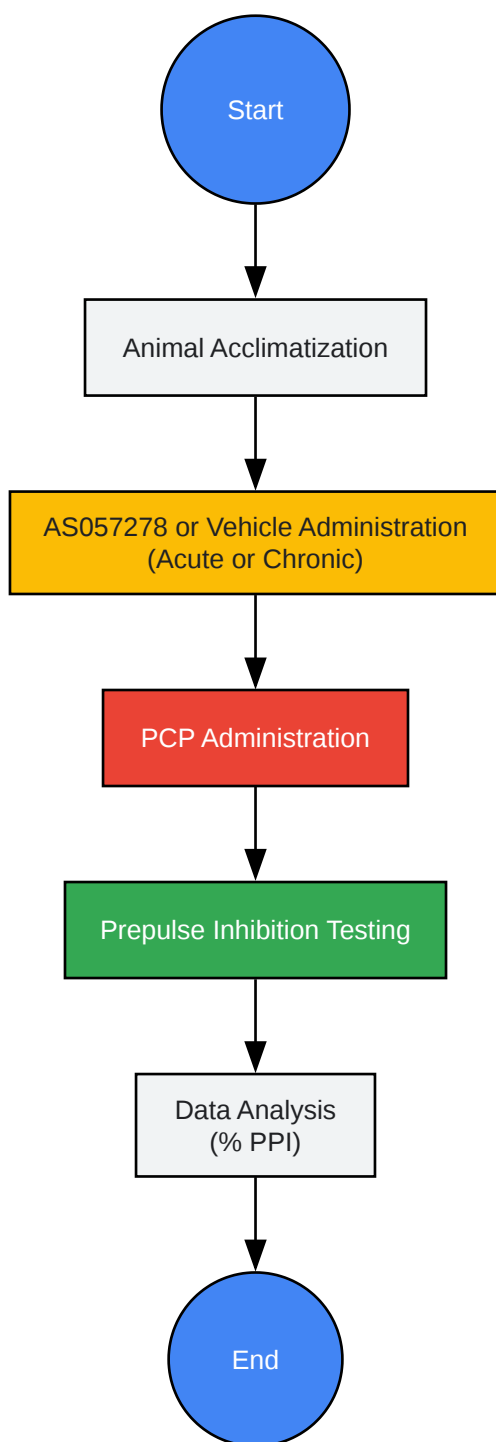 Start
Animal Acclimatization
AS057278 or Vehicle Administration
(Acute or Chronic)
PCP Administration
Prepulse Inhibition Testing
Data Analysis
(% PPI)
End